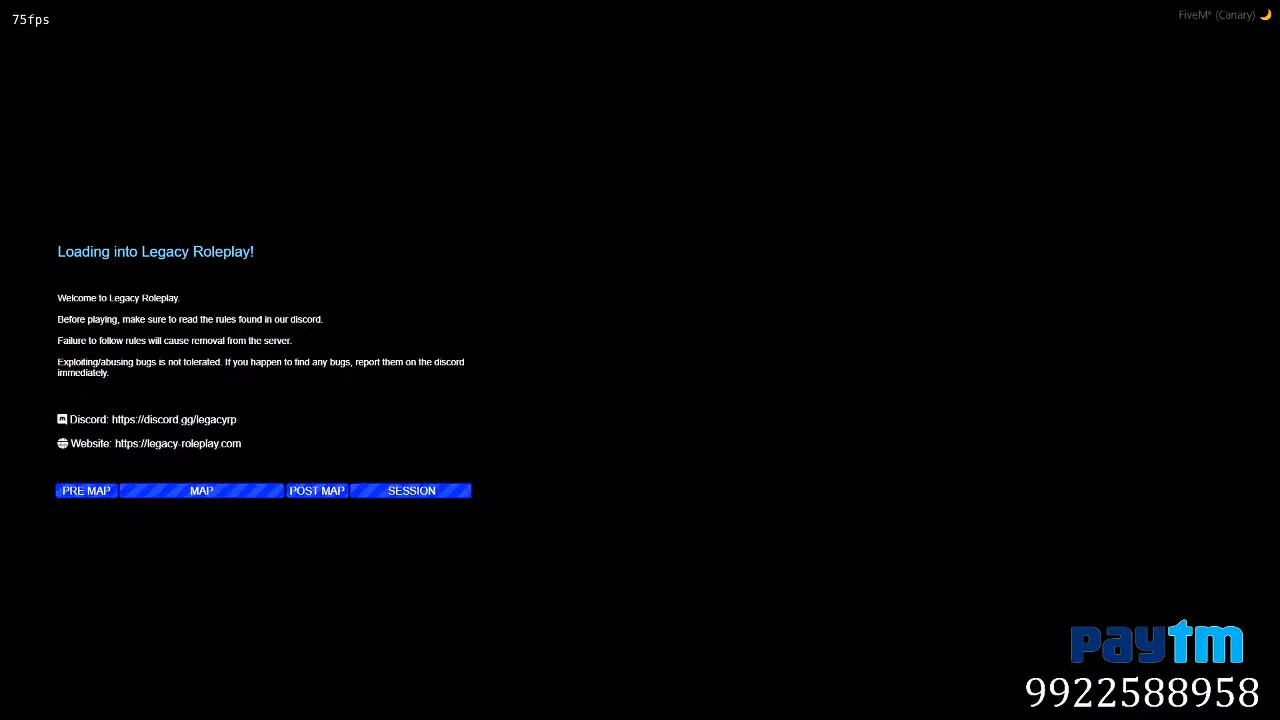 75fps
FiveM* (Canary)
Loading into Legacy Roleplay!
Welcome to Legacy Roleplay.
Before playing, make sure to read the rules found in our discord.
Failure to follow rules will cause removal from the server.
Exploiting/abusing bugs is not tolerated. If you happen to find any bugs, report them on the discord
immediately.
Discord: https://discord.gg/legacyrp
Website: https://legacy-roleplay.com
PRE MAP MAP POST MAP SESSION
paytm
9922588958